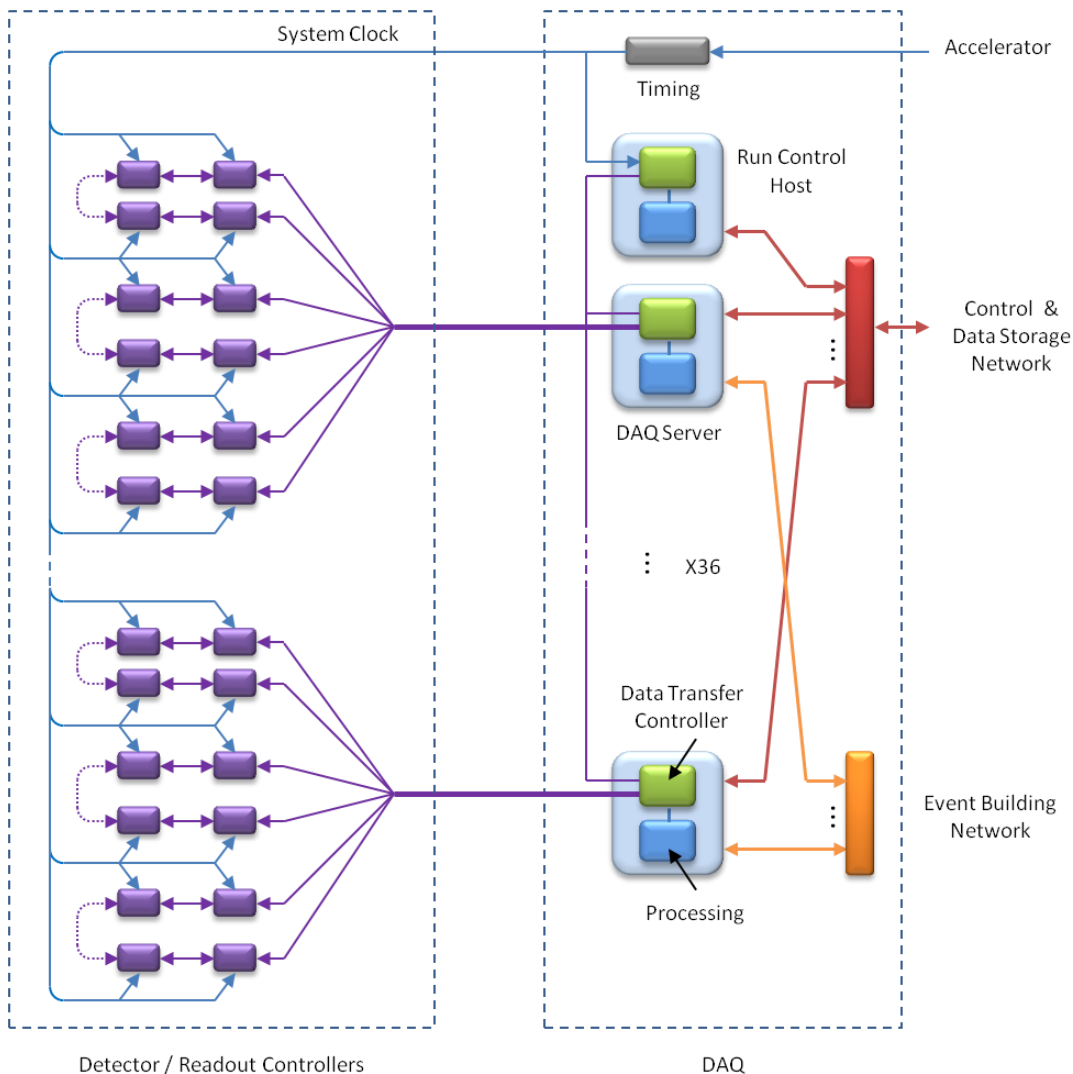 System Clock
Accelerator
Timing
Run Control
Host
Control  &
Data Storage
Network
⋮
DAQ Server
⋮ X36
Data Transfer
Controller
Event Building
Network
⋮
Processing
Detector / Readout Controllers
DAQ